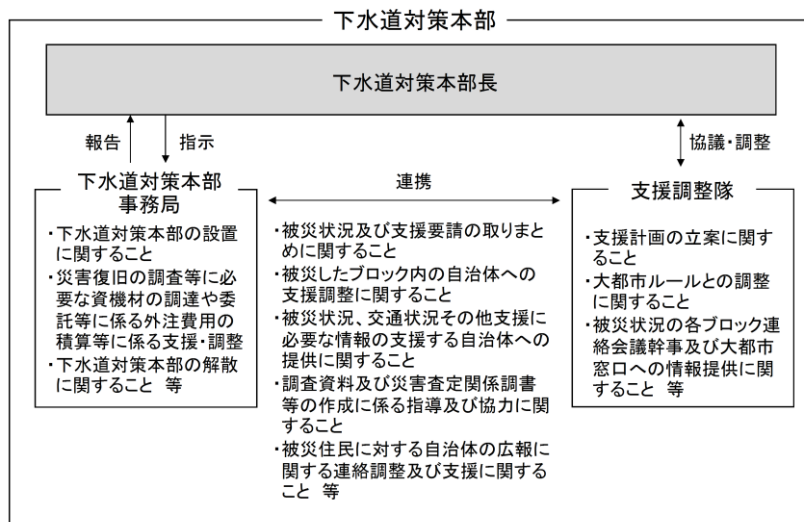 下水道対策本部
下水道対策本部長
報告
指示
協議・調整
下水道対策本部
事務局
・下水道対策本部の設置
に関すること
・災害復旧の調査等に必
要な資機材の調達や委
託等に係る外注費用の
積算等に係る支援・調整
・下水道対策本部の解散
に関すること 等
連携
・被災状況及び支援要請の取りまと
めに関すること
・被災したブロック内の自治体への
支援調整に関すること
・被災状況、交通状況その他支援に
必要な情報の支援する自治体への
提供に関すること
・調査資料及び災害査定関係調書
等の作成に係る指導及び協力に関
すること
・被災住民に対する自治体の広報に
関する連絡調整及び支援に関する
こと 等
支援調整隊
・支援計画の立案に関す
ること
・大都市ルールとの調整
に関すること
・被災状況の各ブロック連
絡会議幹事及び大都市
窓口への情報提供に関
すること 等